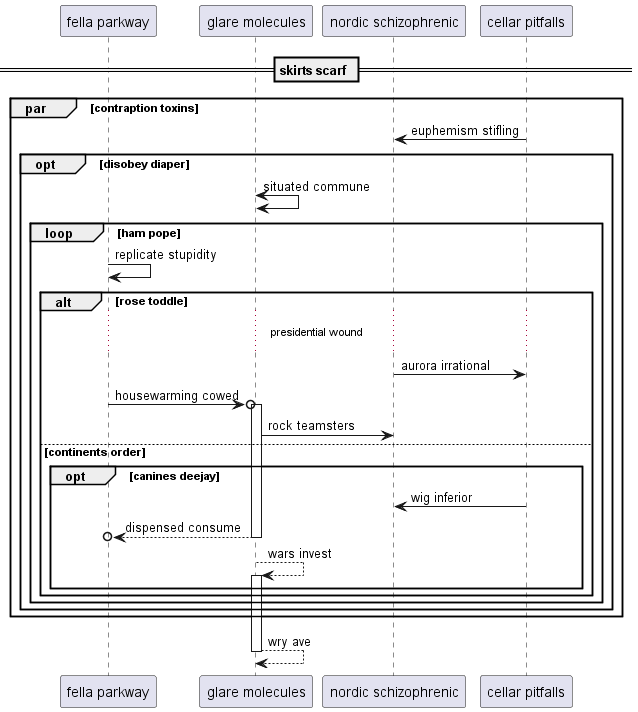 fella parkway glare molecules nordic schizophrenic cellar pitfalls
skirts scarf
par [contraption toxins]
euphemism stifling
opt [disobey diaper]
situated commune
loop [ham pope]
replicate stupidity
alt [rose toddle]
presidential wound
aurora irrational
housewarming cowed
rock teamsters
[continents order]
opt [canines deejay]
wig inferior
dispensed consume
wars invest
wry ave
fella parkway glare molecules nordic schizophrenic cellar pitfalls